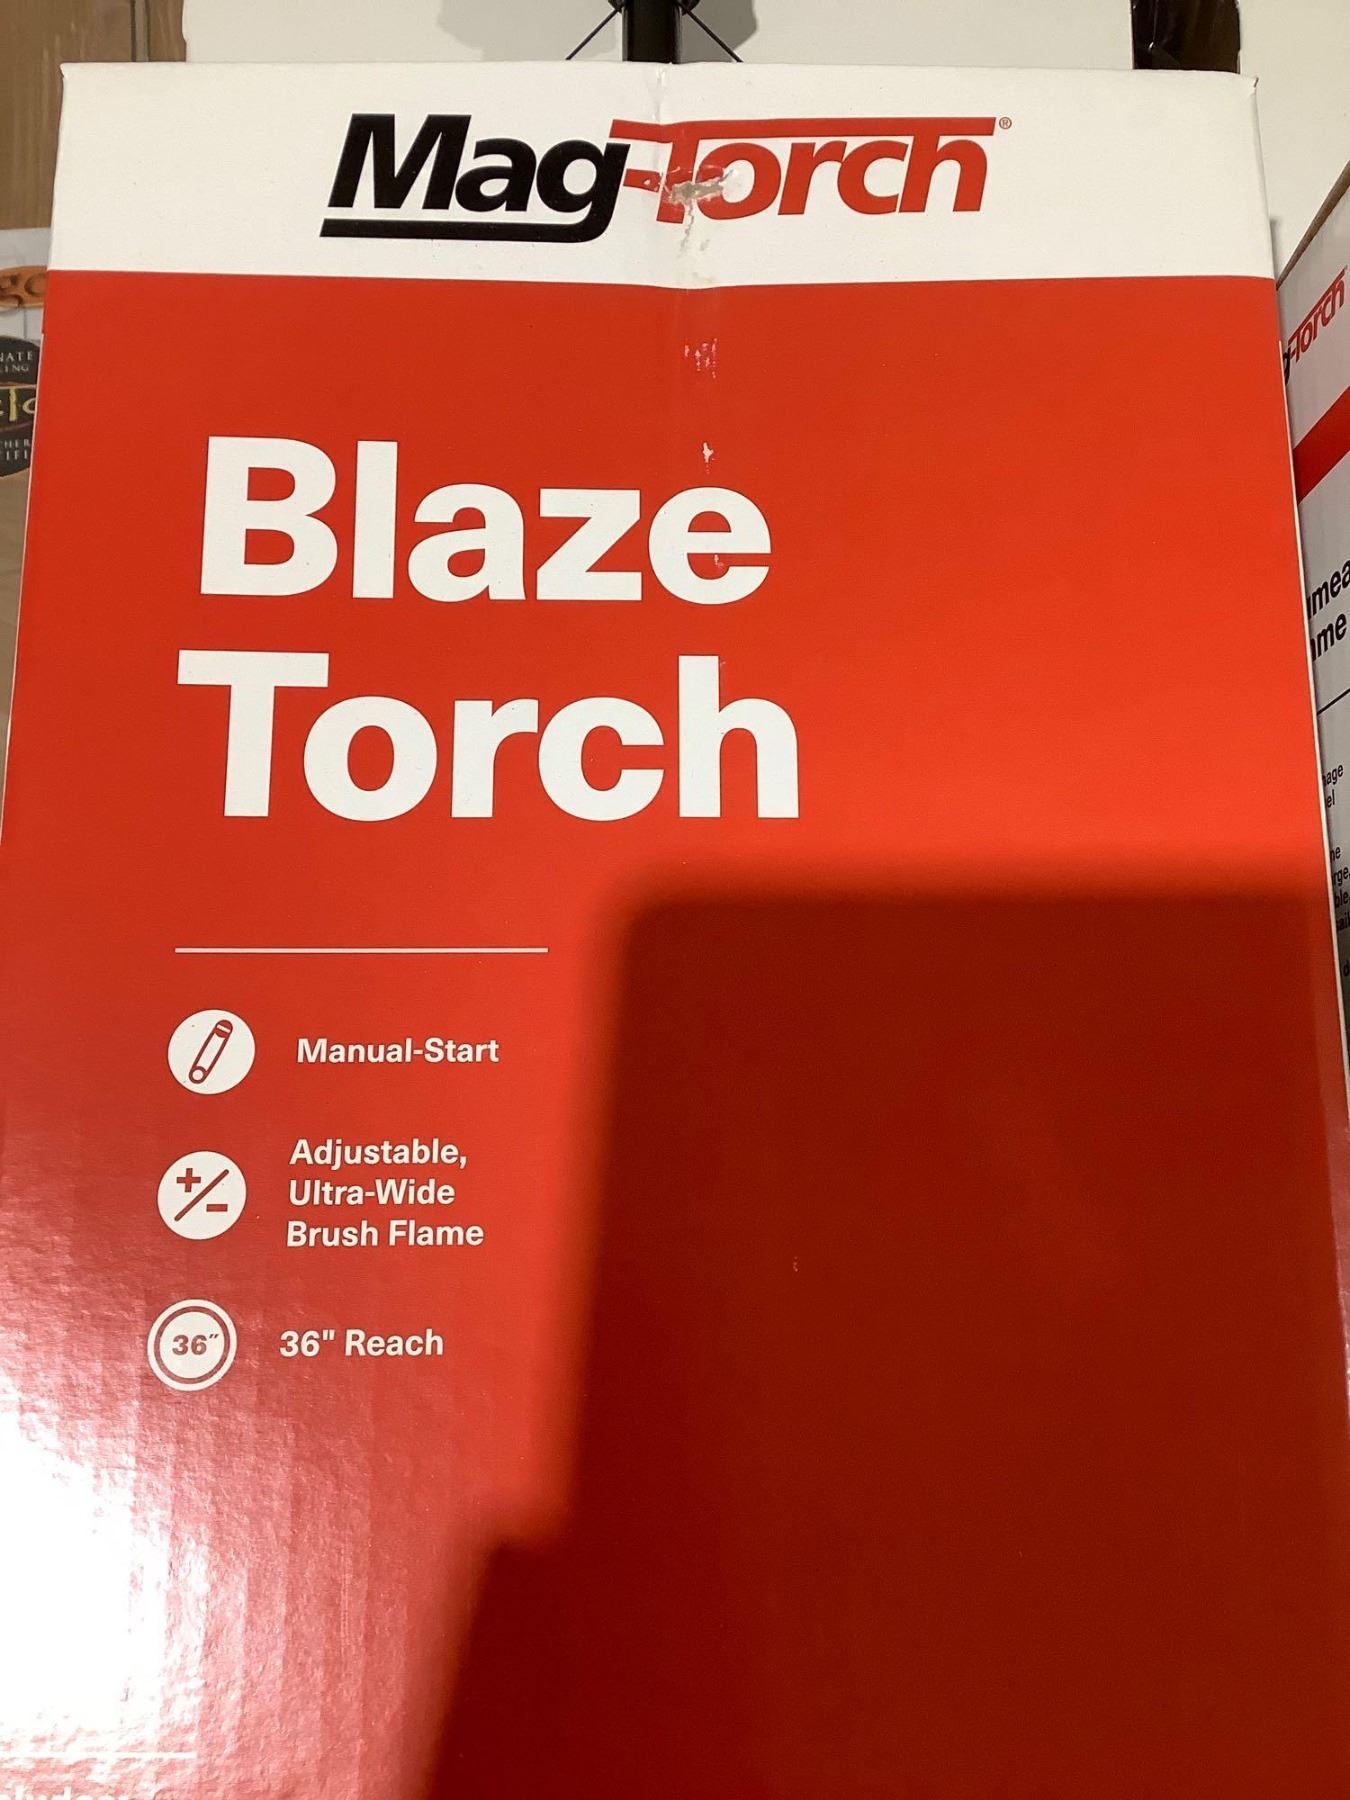 Mag-Torch®
Blaze
Torch
Manual-Start
Adjustable,
Ultra-Wide
Brush Flame
36"
36" Reach